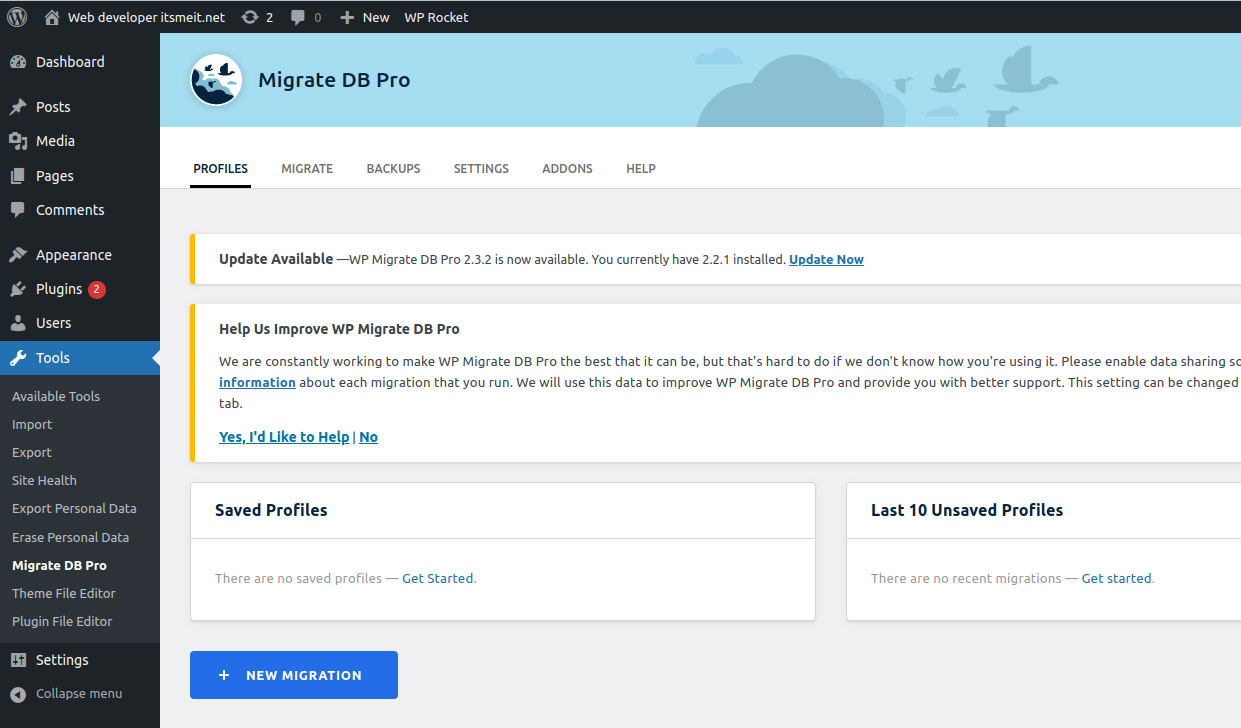 Web developer itsmeit.net 2 0 New WP Rocket
Dashboard
Posts
Media
Pages
Comments
Appearance
Plugins 2
Users
Tools
Available Tools
Import
Export
Site Health
Export Personal Data
Erase Personal Data
Migrate DB Pro
Theme File Editor
Plugin File Editor
Settings
Collapse menu
Migrate DB Pro
PROFILES MIGRATE BACKUPS SETTINGS ADDONS HELP
Update Available —WP Migrate DB Pro 2.3.2 is now available. You currently have 2.2.1 installed. Update Now
Help Us Improve WP Migrate DB Pro
We are constantly working to make WP Migrate DB Pro the best that it can be, but that's hard to do if we don't know how you're using it. Please enable data sharing so
information about each migration that you run. We will use this data to improve WP Migrate DB Pro and provide you with better support. This setting can be changed
tab.
Yes, I'd Like to Help | No
Saved Profiles
There are no saved profiles — Get Started.
Last 10 Unsaved Profiles
There are no recent migrations — Get started.
+ NEW MIGRATION